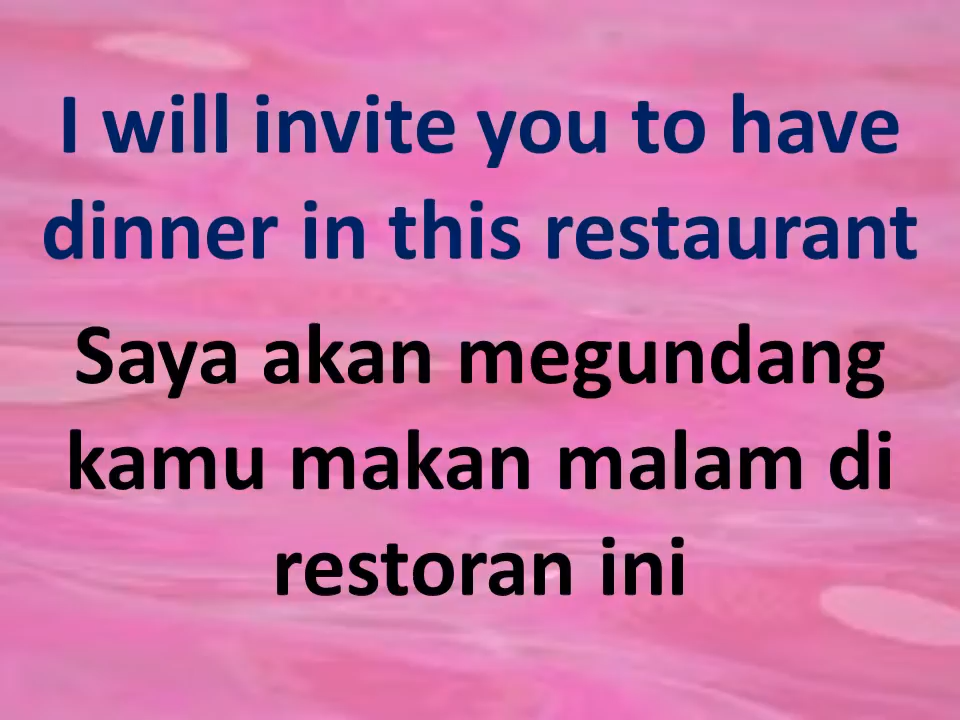 I will invite you to have
dinner in this restaurant
Saya akan megundang
kamu makan malam di
restoran ini